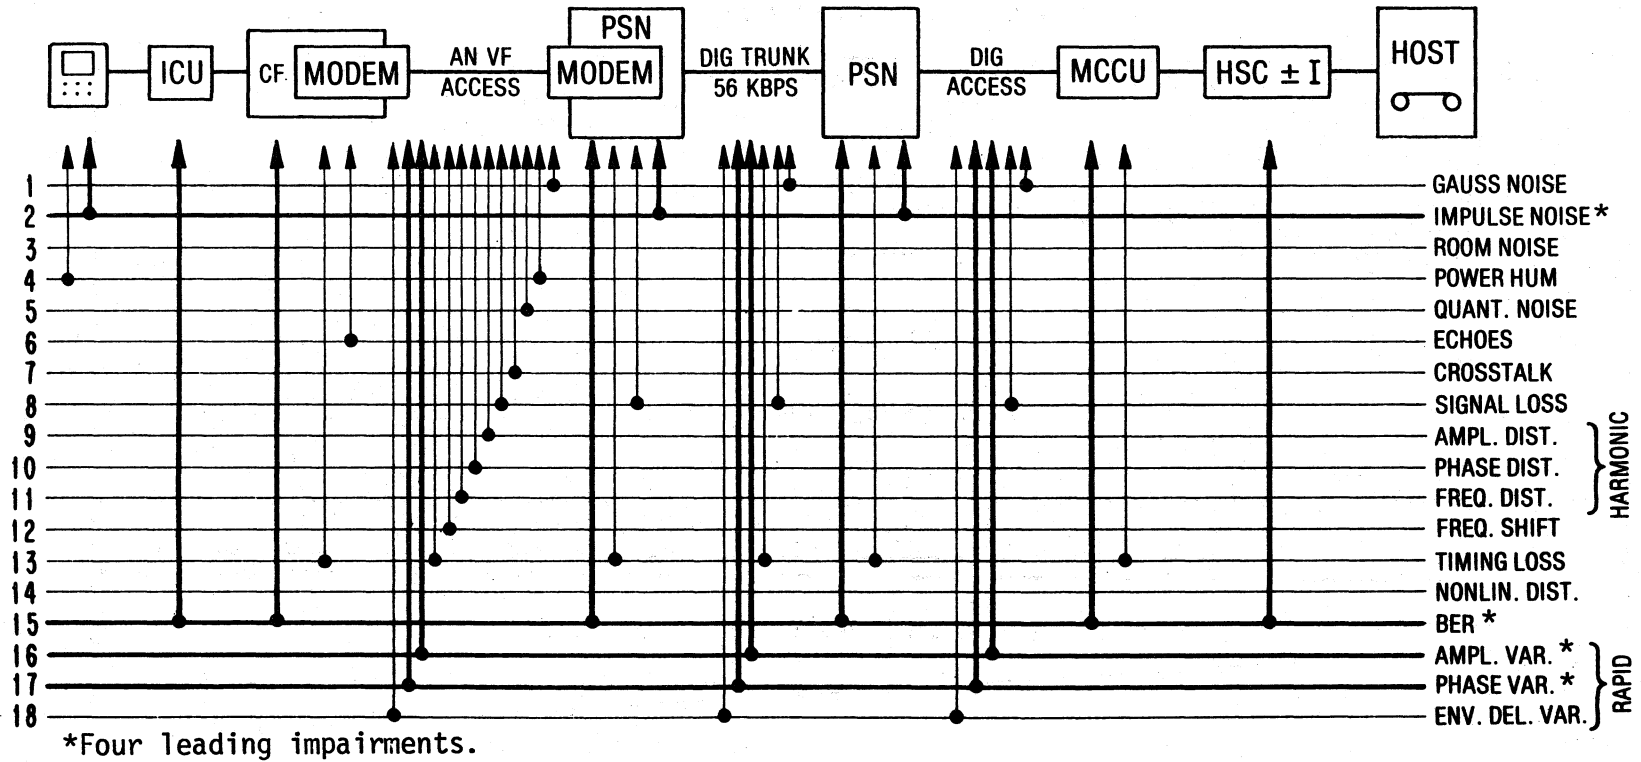 PSN
AN VF
ACCESS
DIG TRUNK
56 KBPS
DIG
ACCESS
HOST
ICU
CF.
MODEM
MODEM
PSN
MCCU
HSC ± I
1 GAUSS NOISE
2 IMPULSE NOISE*
3 ROOM NOISE
4 POWER HUM
5 QUANT. NOISE
6 ECHOES
7 CROSSTALK
8 SIGNAL LOSS
9 AMPL. DIST.
10 PHASE DIST.
11 FREQ. DIST.
HARMONIC
12 FREQ. SHIFT
13 TIMING LOSS
14 NONLIN. DIST.
15 BER *
16 AMPL. VAR. *
17 PHASE VAR. *
18 ENV. DEL. VAR.
RAPID
*Four leading impairments.